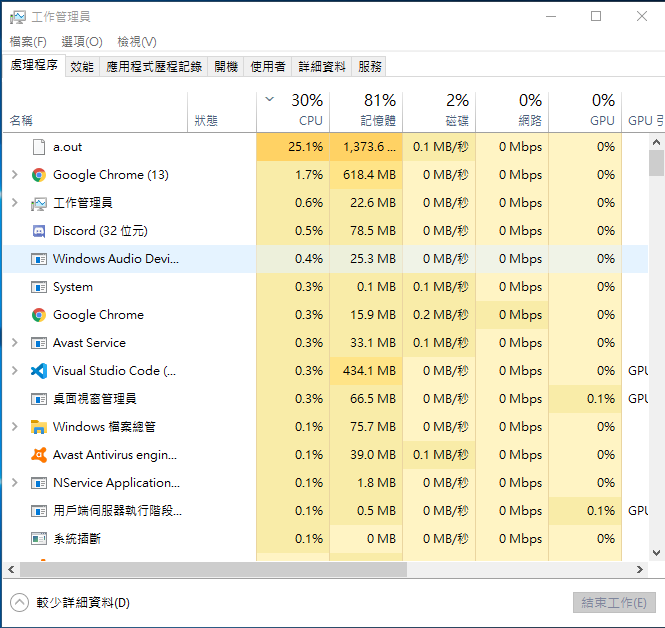 工作管理員
檔案(F) 選項(O) 檢視(V)
處理程序 效能 應用程式歷程記錄 開機 使用者 詳細資料 服務
30% 81% 2% 0% 0%
名稱 狀態 CPU 記憶體 磁碟 網路 GPU GPU 引
a.out 25.1% 1,373.6 ... 0.1 MB/秒 0 Mbps 0%
Google Chrome (13) 1.7% 618.4 MB 0 MB/秒 0 Mbps 0%
工作管理員 0.6% 22.6 MB 0 MB/秒 0 Mbps 0%
Discord (32 位元) 0.5% 78.5 MB 0 MB/秒 0 Mbps 0%
Windows Audio Devi... 0.4% 25.3 MB 0 MB/秒 0 Mbps 0%
System 0.3% 0.1 MB 0.1 MB/秒 0 Mbps 0%
Google Chrome 0.3% 15.9 MB 0.2 MB/秒 0 Mbps 0%
Avast Service 0.3% 33.1 MB 0.1 MB/秒 0 Mbps 0%
Visual Studio Code (... 0.3% 434.1 MB 0 MB/秒 0 Mbps 0% GPU
桌面視窗管理員 0.3% 66.5 MB 0 MB/秒 0 Mbps 0.1% GPU
Windows 檔案總管 0.1% 75.7 MB 0 MB/秒 0 Mbps 0%
Avast Antivirus engin... 0.1% 39.0 MB 0.1 MB/秒 0 Mbps 0%
NService Application... 0.1% 1.8 MB 0 MB/秒 0 Mbps 0%
用戶端伺服器執行階段... 0.1% 0.5 MB 0 MB/秒 0 Mbps 0.1% GPU
系統插斷 0.1% 0 MB 0 MB/秒 0 Mbps 0%
較少詳細資料(D) 結束工作(E)